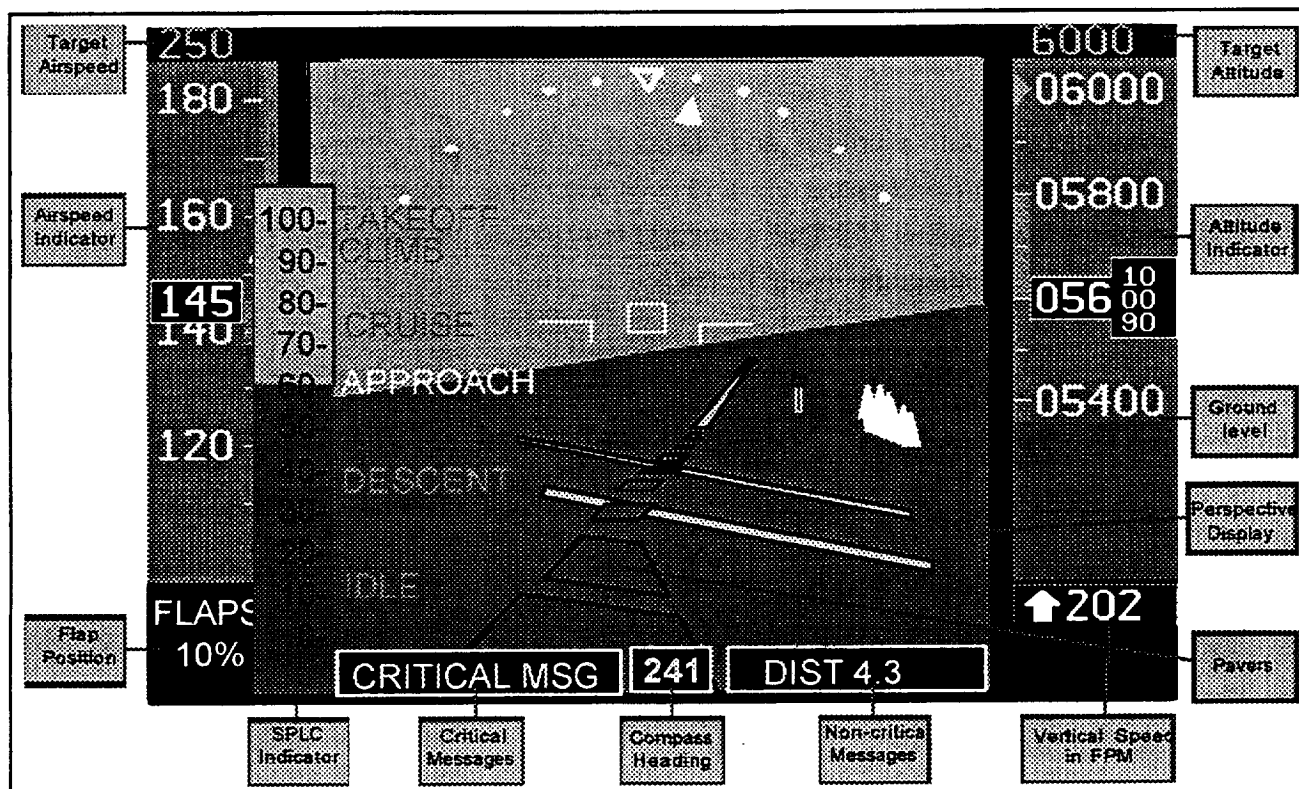 Target
Airspeed
250
6000
Target
Altitude
180
06000
Airspeed
Indicator
160
05800
Altitude
Indicator
145
140
056
10
00
90
120
05400
Ground
level
100-
90-
80-
70-
60-
TAKEOFF
CLIMB
CRUISE
APPROACH
DESCENT
IDLE
Perspective
Display
FLAPS
10%
202
Flap
Position
Pavers
CRITICAL MSG
241
DIST 4.3
SPLC
Indicator
Critical
Messages
Compass
Heading
Non-critica
Messages
Vertical Speed
in FPM